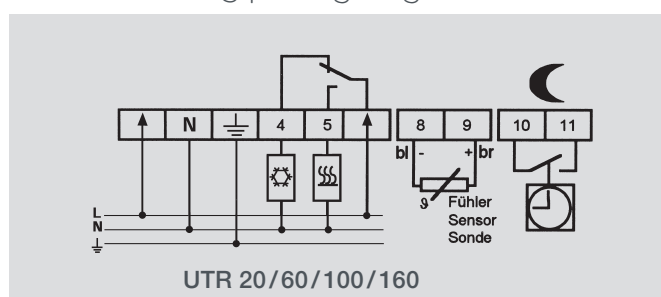 N 4 5 8 9 10 11
bl - + br
L
N
ϑ Fühler
Sensor
Sonde
UTR 20/60/100/160